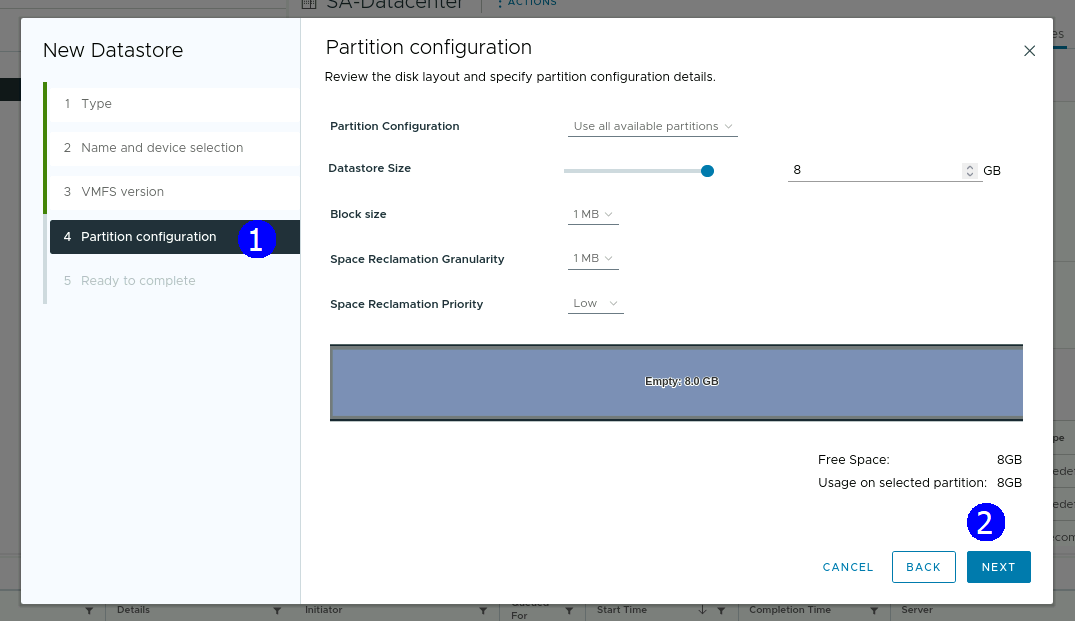 SA-Datacenter
ACTIONS
New Datastore
1 Type
2 Name and device selection
3 VMFS version
4 Partition configuration
1
5 Ready to complete
Partition configuration
Review the disk layout and specify partition configuration details.
Partition Configuration Use all available partitions
Datastore Size 8 GB
Block size 1 MB
Space Reclamation Granularity 1 MB
Space Reclamation Priority Low
Empty: 8.0 GB
Free Space: 8GB
Usage on selected partition: 8GB
2
CANCEL BACK NEXT
Details Initiator For Start Time Completion Time Server